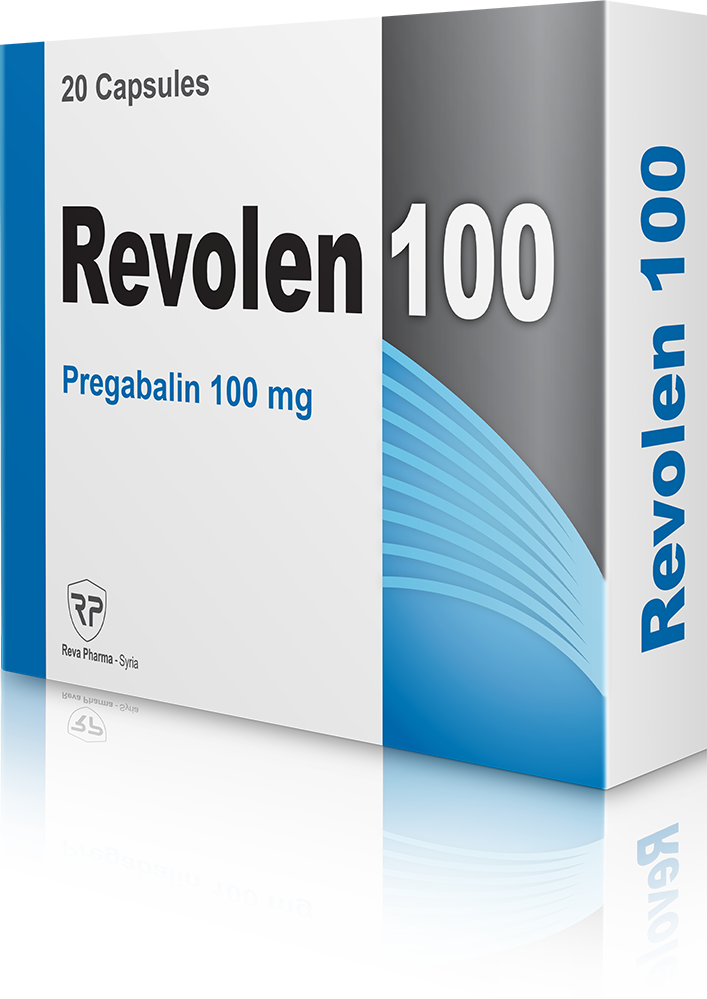 20 Capsules
Revolen 100
Pregabalin 100 mg
RP
Reva Pharma - Syria
Revolen 100